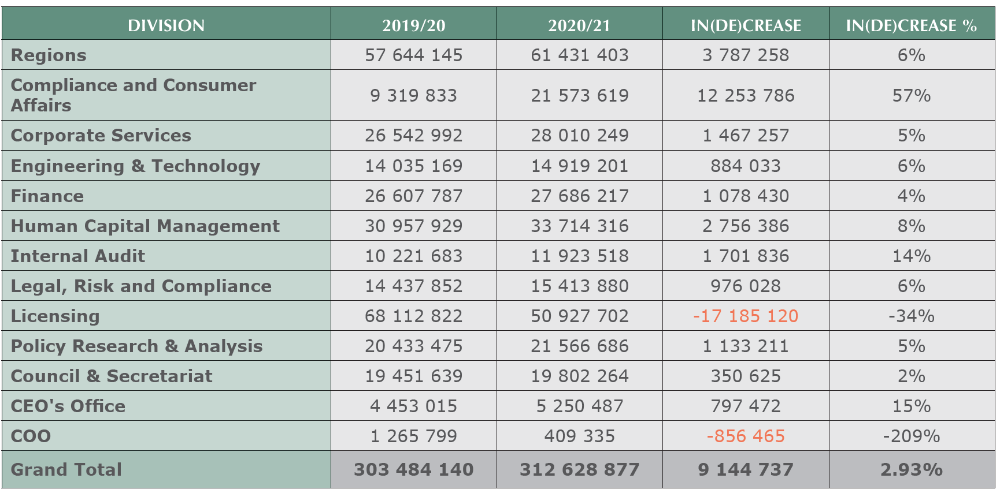 DIVISION 2019/20 2020/21 IN(DE)CREASE IN(DE)CREASE %
Regions 57 644 145 61 431 403 3 787 258 6%
Compliance and Consumer
Affairs 9 319 833 21 573 619 12 253 786 57%
Corporate Services 26 542 992 28 010 249 1 467 257 5%
Engineering & Technology 14 035 169 14 919 201 884 033 6%
Finance 26 607 787 27 686 217 1 078 430 4%
Human Capital Management 30 957 929 33 714 316 2 756 386 8%
Internal Audit 10 221 683 11 923 518 1 701 836 14%
Legal, Risk and Compliance 14 437 852 15 413 880 976 028 6%
Licensing 68 112 822 50 927 702 -17 185 120 -34%
Policy Research & Analysis 20 433 475 21 566 686 1 133 211 5%
Council & Secretariat 19 451 639 19 802 264 350 625 2%
CEO's Office 4 453 015 5 250 487 797 472 15%
COO 1 265 799 409 335 -856 465 -209%
Grand Total 303 484 140 312 628 877 9 144 737 2.93%